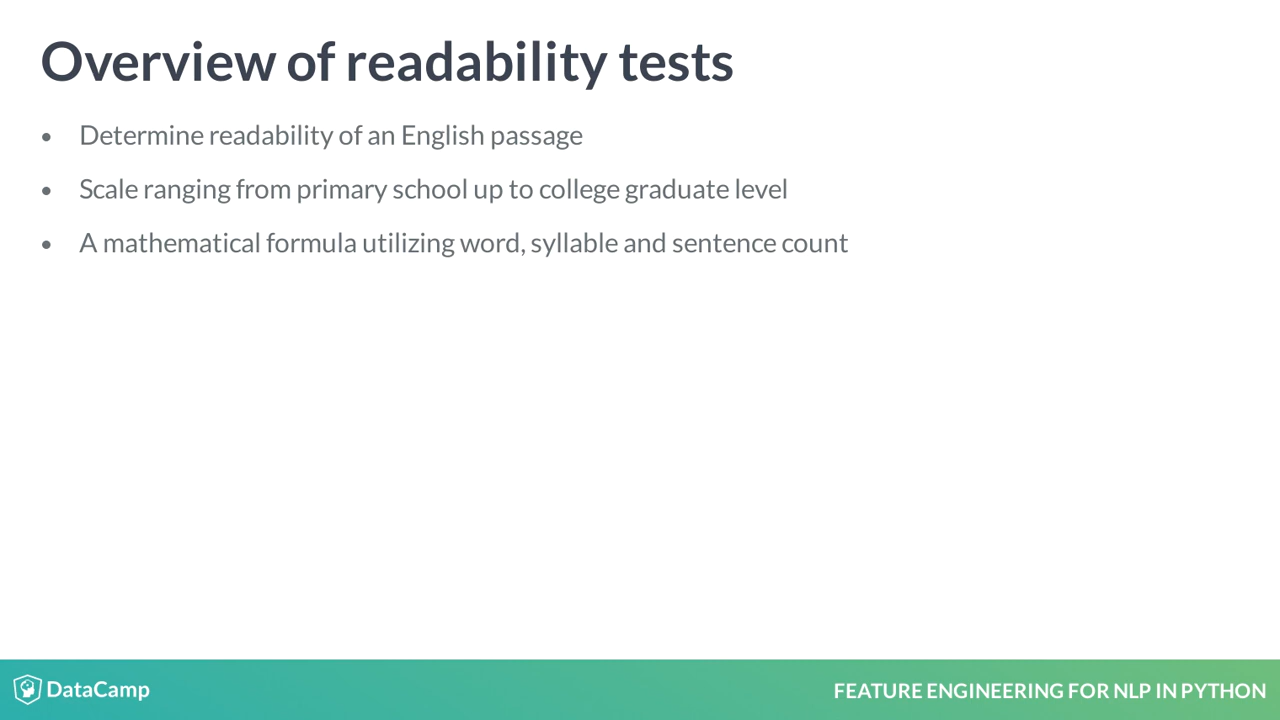 Overview of readability tests
• Determine readability of an English passage
• Scale ranging from primary school up to college graduate level
• A mathematical formula utilizing word, syllable and sentence count
DataCamp
FEATURE ENGINEERING FOR NLP IN PYTHON